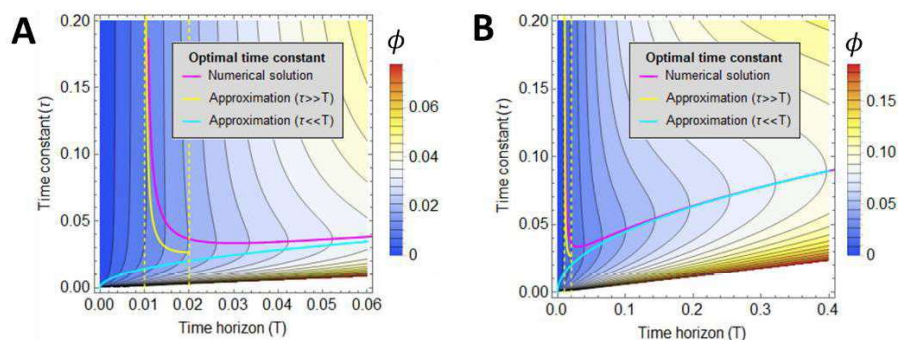 A
0.20
0.15
0.10
0.05
0.00
Time constant(τ)
Optimal time constant
Numerical solution
Approximation (τ>>T)
Approximation (τ<<T)
0.00 0.01 0.02 0.03 0.04 0.05 0.06
Time horizon (T)
ϕ
0.06
0.04
0.02
0
B
0.20
0.15
0.10
0.05
0.00
Time constant (τ)
Optimal time constant
Numerical solution
Approximation (τ>>T)
Approximation (τ<<T)
0.0 0.1 0.2 0.3 0.4
Time horizon (T)
ϕ
0.15
0.10
0.05
0